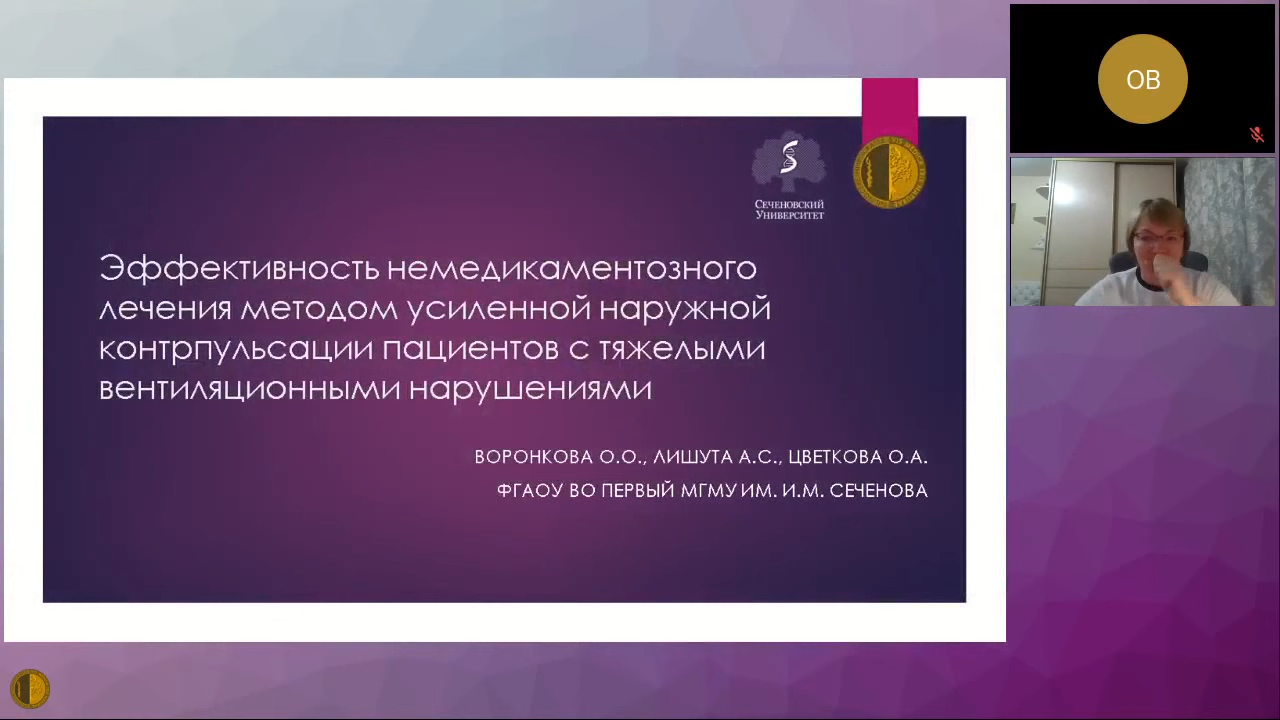 Сеченовский
Университет
Эффективность немедикаментозного
лечения методом усиленной наружной
контрпульсации пациентов с тяжелыми
вентиляционными нарушениями
ВОРОНКОВА О.О., ЛИШУТА А.С., ЦВЕТКОВА О.А.
ФГАОУ ВО ПЕРВЫЙ МГМУ ИМ. И.М. СЕЧЕНОВА
ОВ